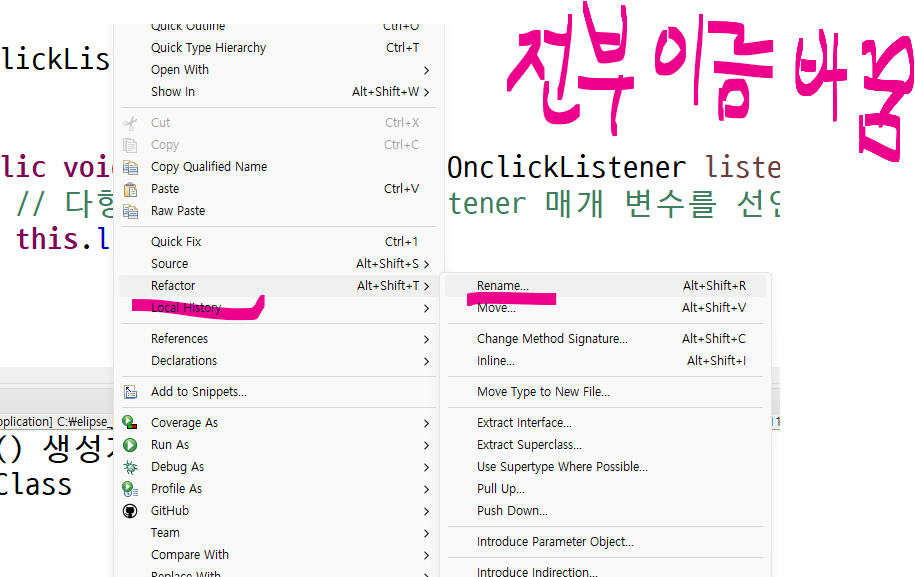 전부 이름 바꿈
Quick Outline Ctrl+O
Quick Type Hierarchy Ctrl+T
Open With
Show In Alt+Shift+W
Cut Ctrl+X
Copy Ctrl+C
Copy Qualified Name
Paste Ctrl+V
Raw Paste
Quick Fix Ctrl+1
Source Alt+Shift+S
Refactor Alt+Shift+T
Local History
References
Declarations
Add to Snippets...
Coverage As
Run As
Debug As
Profile As
GitHub
Team
Compare With
Replace With
Rename... Alt+Shift+R
Move... Alt+Shift+V
Change Method Signature... Alt+Shift+C
Inline... Alt+Shift+I
Move Type to New File...
Extract Interface...
Extract Superclass...
Use Supertype Where Possible...
Pull Up...
Push Down...
Introduce Parameter Object...
Introduce Indirection...
lickLis
lic voi
OnclickListener liste
// 다형
tener 매개 변수를 선언
this.l
pplication] C:₩elipse_
() 생성
Class